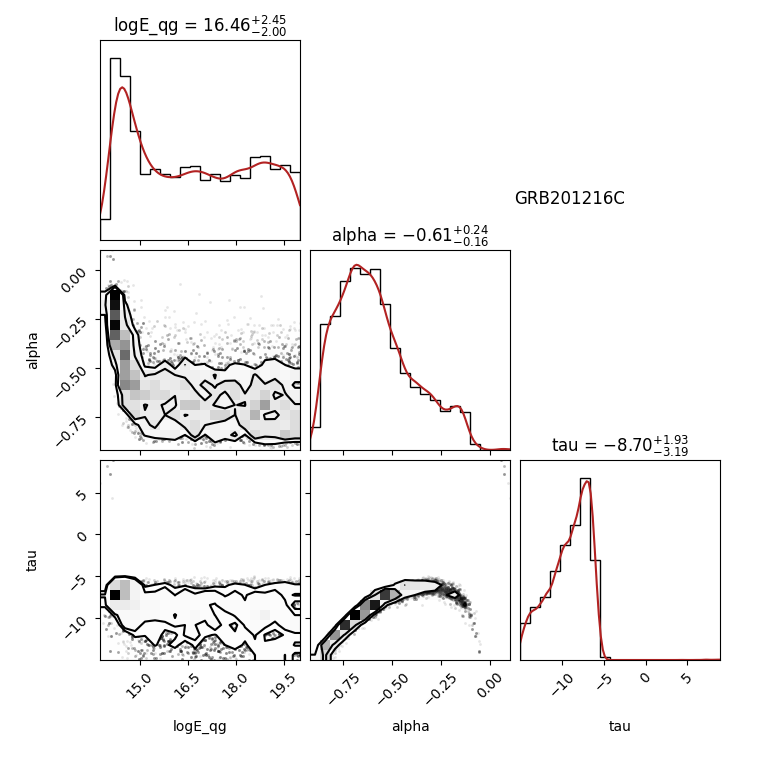 logE_qg = 16.46+2.45−2.00
GRB201216C
alpha = −0.61+0.24−0.16
0.00
−0.25
−0.50
−0.75
alpha
tau = −8.70+1.93−3.19
5
0
−5
−10
tau
15.0 16.5 18.0 19.5
−0.75 −0.50 −0.25 0.00
−10 −5 0 5
logE_qg alpha tau